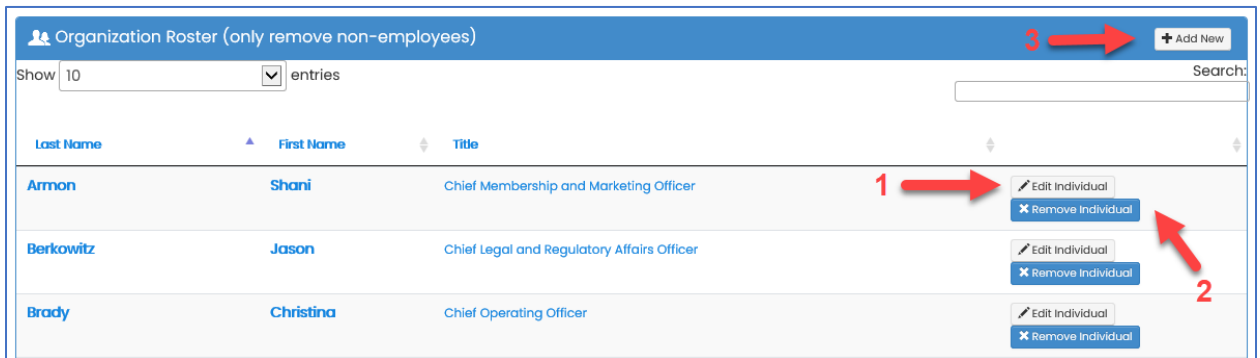 Organization Roster (only remove non-employees) 3 Add New
Show 10 entries Search:
Last Name First Name Title
Armon Shani Chief Membership and Marketing Officer 1 Edit Individual
Remove Individual
Berkowitz Jason Chief Legal and Regulatory Affairs Officer Edit Individual
Remove Individual
2
Brady Christina Chief Operating Officer Edit Individual
Remove Individual